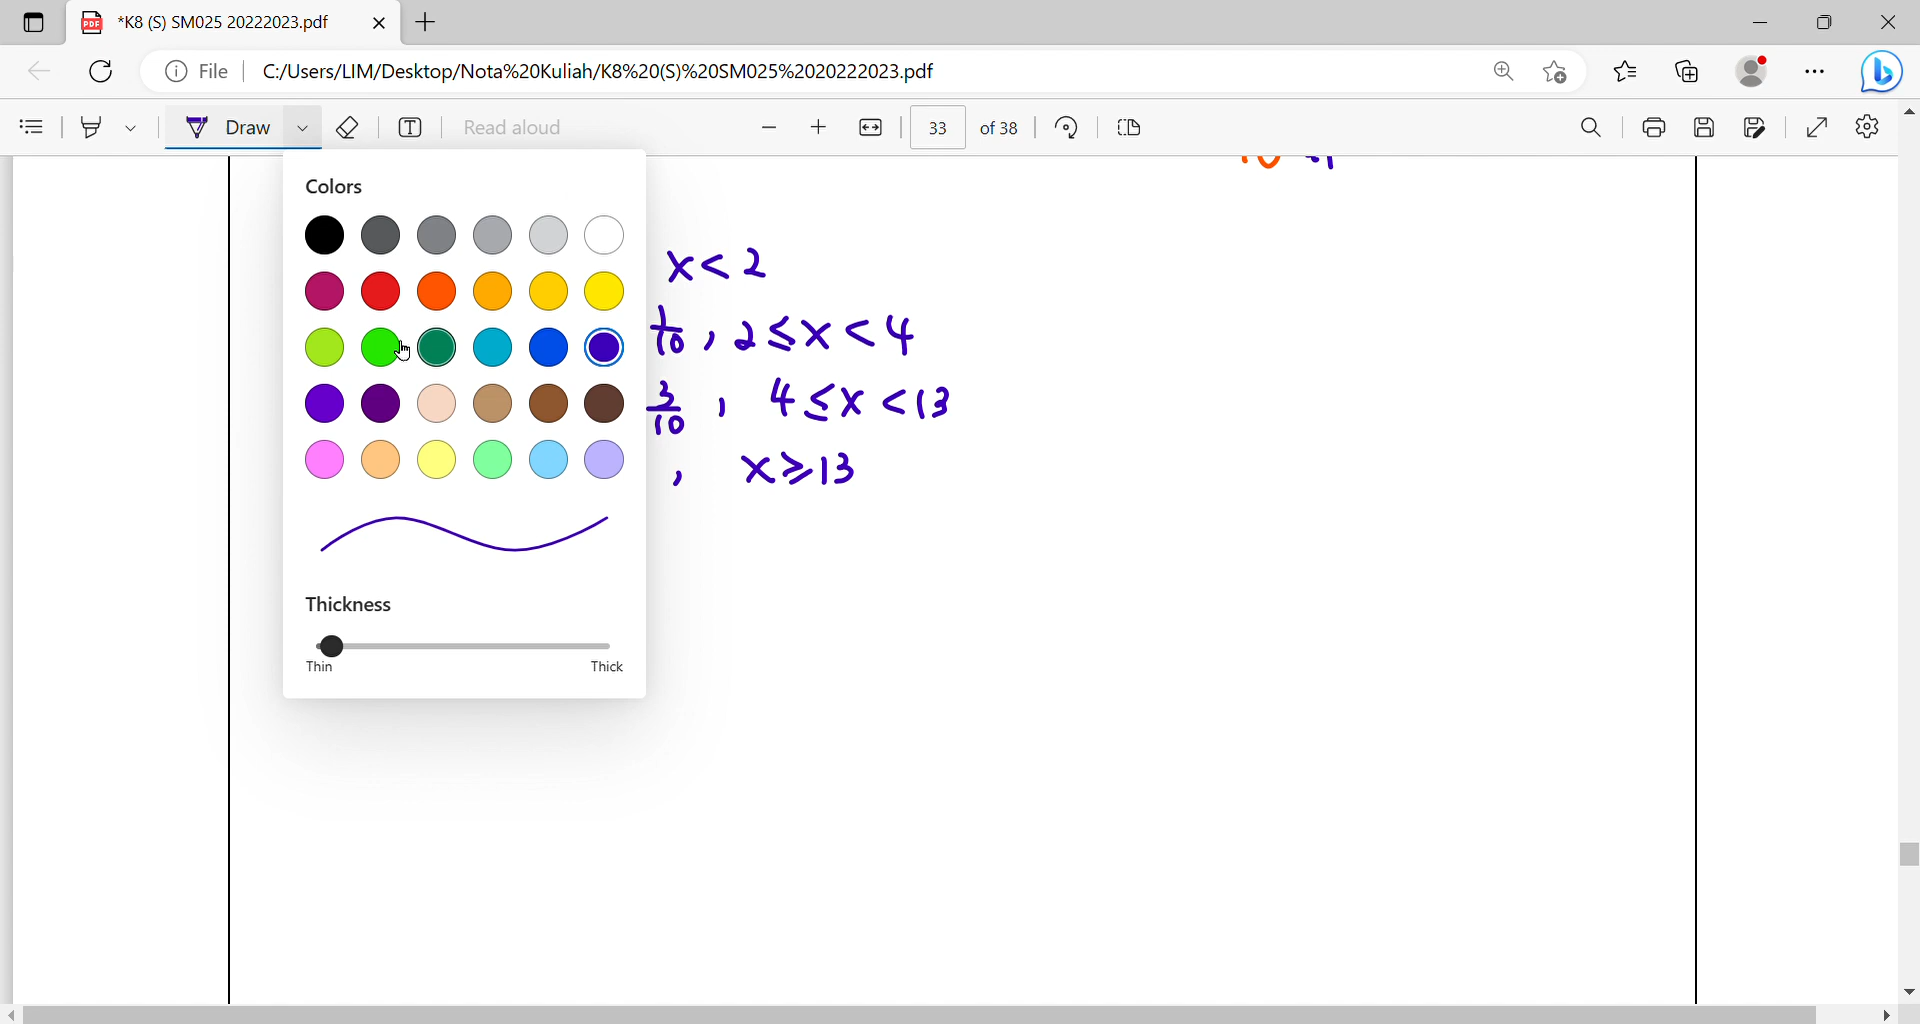 *K8 (S) SM025 20222023.pdf
File C:/Users/LIM/Desktop/Nota%20Kuliah/K8%20(S)%20SM025%2020222023.pdf
Draw Read aloud 33 of 38
Colors
x < 2
1/10 , 2 ≤ x < 4
3/10 , 4 ≤ x < 13
, x ≥ 13
Thickness
Thin Thick